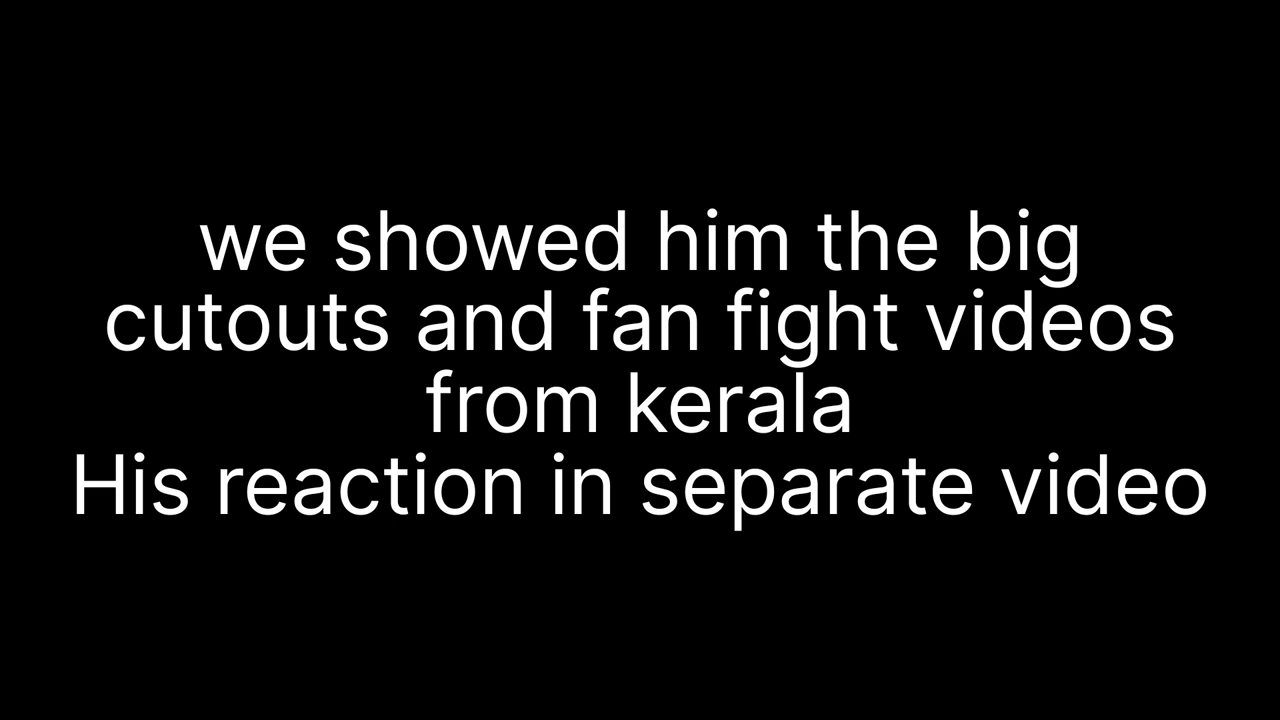 we showed him the big
cutouts and fan fight videos
from kerala
His reaction in separate video